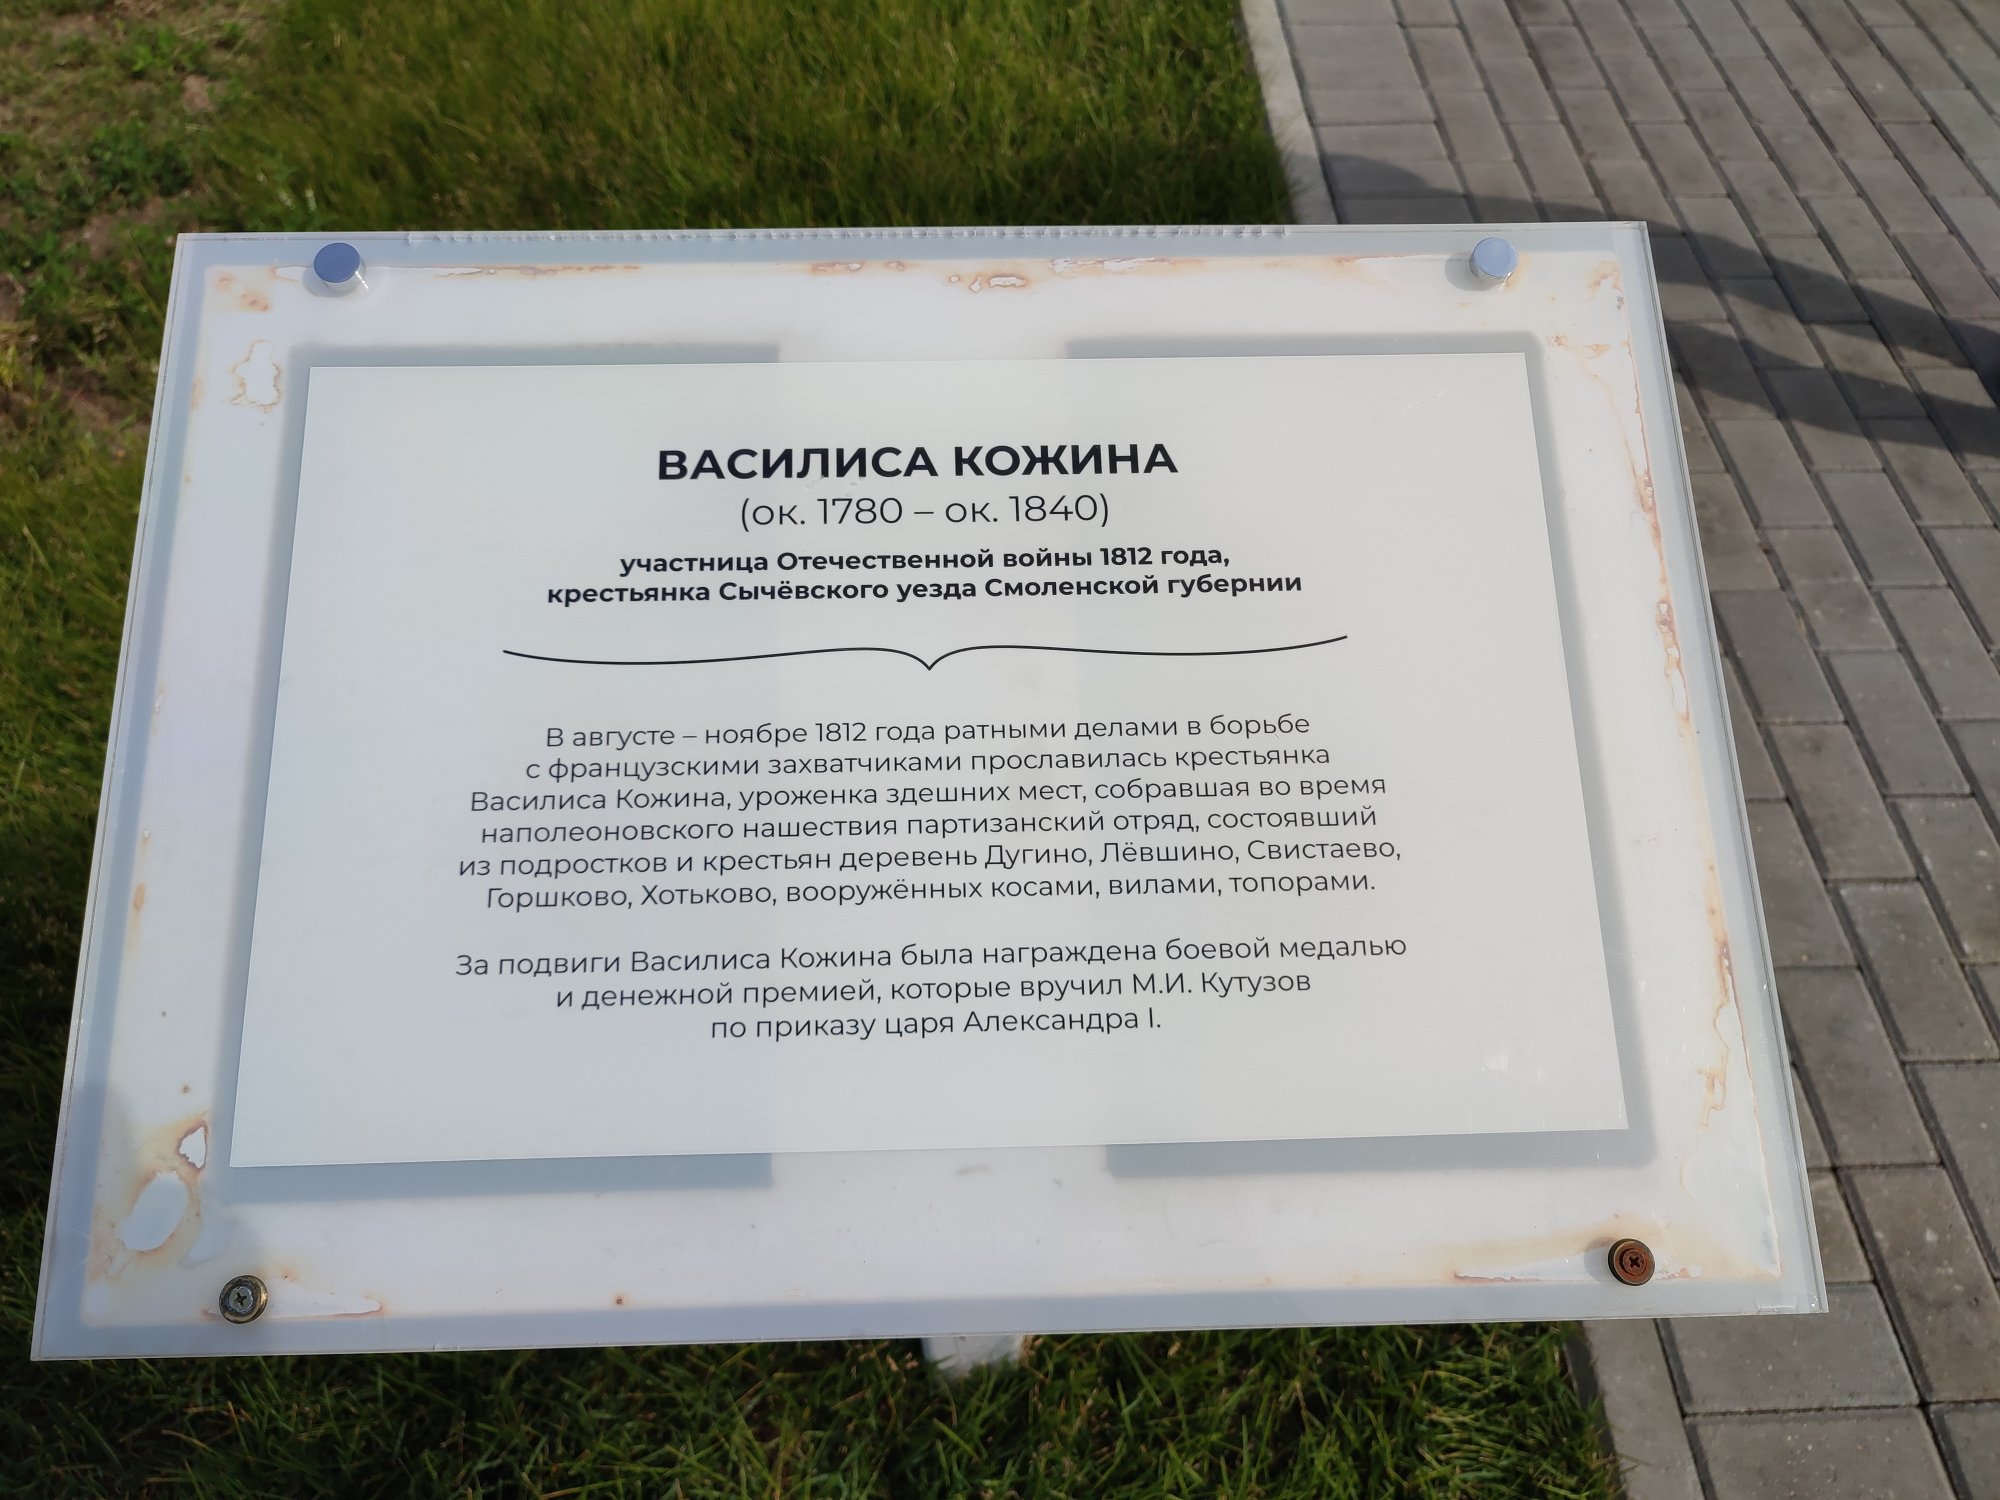 ВАСИЛИСА КОЖИНА
(ок. 1780 – ок. 1840)
участница Отечественной войны 1812 года,
крестьянка Сычёвского уезда Смоленской губернии
В августе – ноябре 1812 года ратными делами в борьбе
с французскими захватчиками прославилась крестьянка
Василиса Кожина, уроженка здешних мест, собравшая во время
наполеоновского нашествия партизанский отряд, состоявший
из подростков и крестьян деревень Дугино, Лёвшино, Свистаево,
Горшково, Хотьково, вооружённых косами, вилами, топорами.
За подвиги Василиса Кожина была награждена боевой медалью
и денежной премией, которые вручил М.И. Кутузов
по приказу царя Александра I.